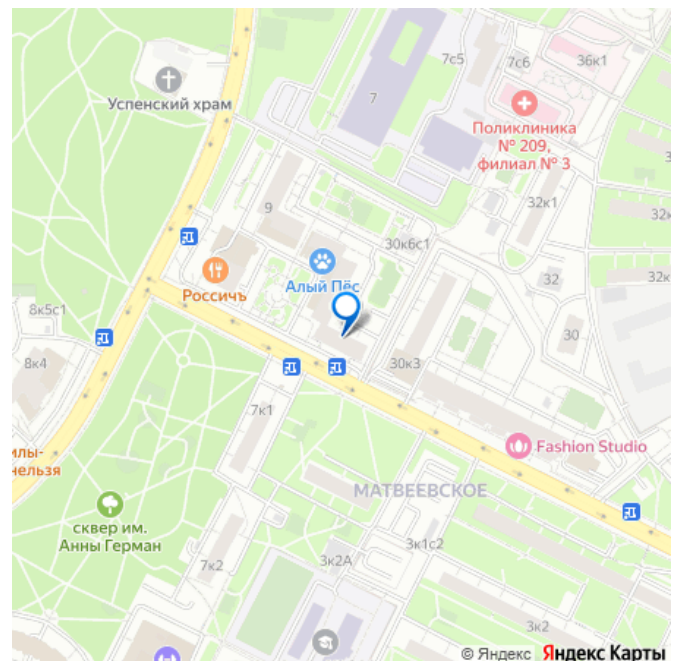 7с5
7с6
36к1
Успенский храм
7
Поликлиника
№ 209,
филиал № 3
32к1
9
30к6с1
32
Алый Пёс
Россичъ
8к5с1
8к4
30к3
30
7к1
Fashion Studio
нельзя
МАТВЕЕВСКОЕ
сквер им.
Анны Герман
7к2
3к2А
3к1с2
3к2
© Яндекс Яндекс Карты